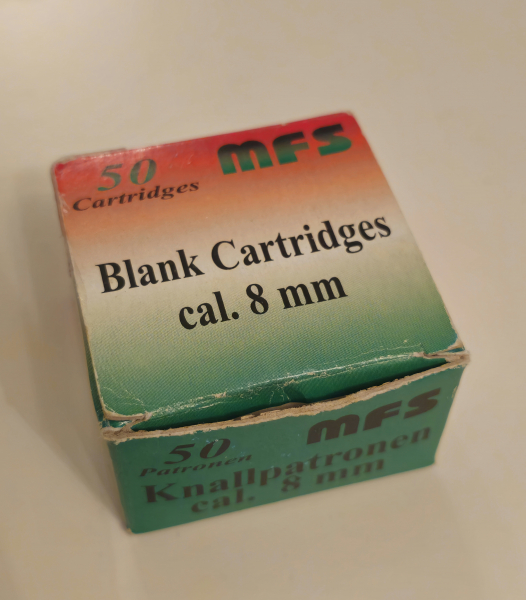 50
Cartridges
MFS
Blank Cartridges
cal. 8 mm
50
Patronen
MFS
Knallpatronen
cal. 8 mm